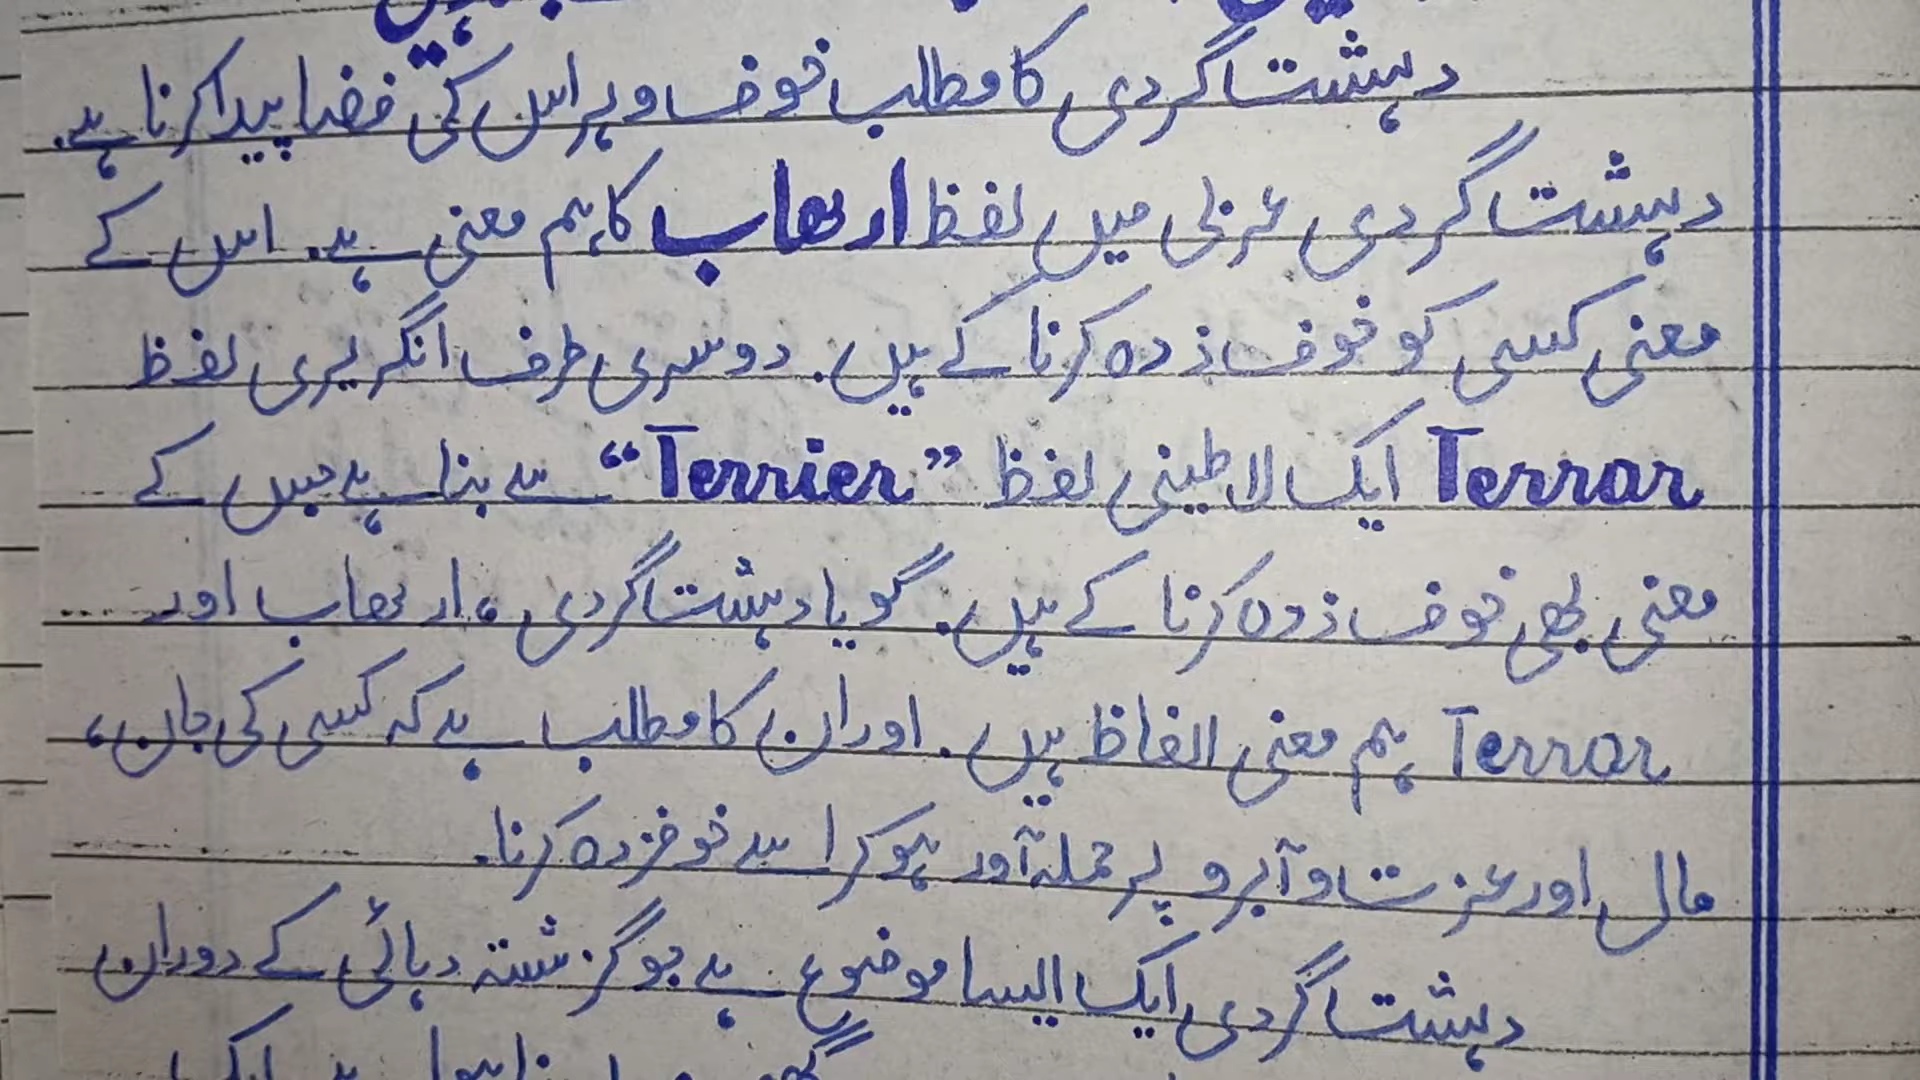 دہشت گردی کا مطلب خوف و ہراس کی فضا پیدا کرنا ہے۔
دہشت گردی عربی میں لفظ ارھاب کا ہم معنی ہے۔ اس کے
معنی کسی کو خوف زدہ کرنا کے ہیں۔ دوسری طرف انگریزی لفظ
Terror ایک لاطینی لفظ "Terrier" سے بنا ہے جس کے
معنی بھی خوف زدہ کرنا کے ہیں۔ گویا دہشت گردی، ارھاب اور
Terror ہم معنی الفاظ ہیں۔ اور ان کا مطلب ہے کہ کسی کی جان،
مال اور عزت و آبرو پر حملہ آور ہو کر اسے خوفزدہ کرنا۔
دہشت گردی ایک ایسا موضوع ہے جو گزشتہ دہائی کے دوران